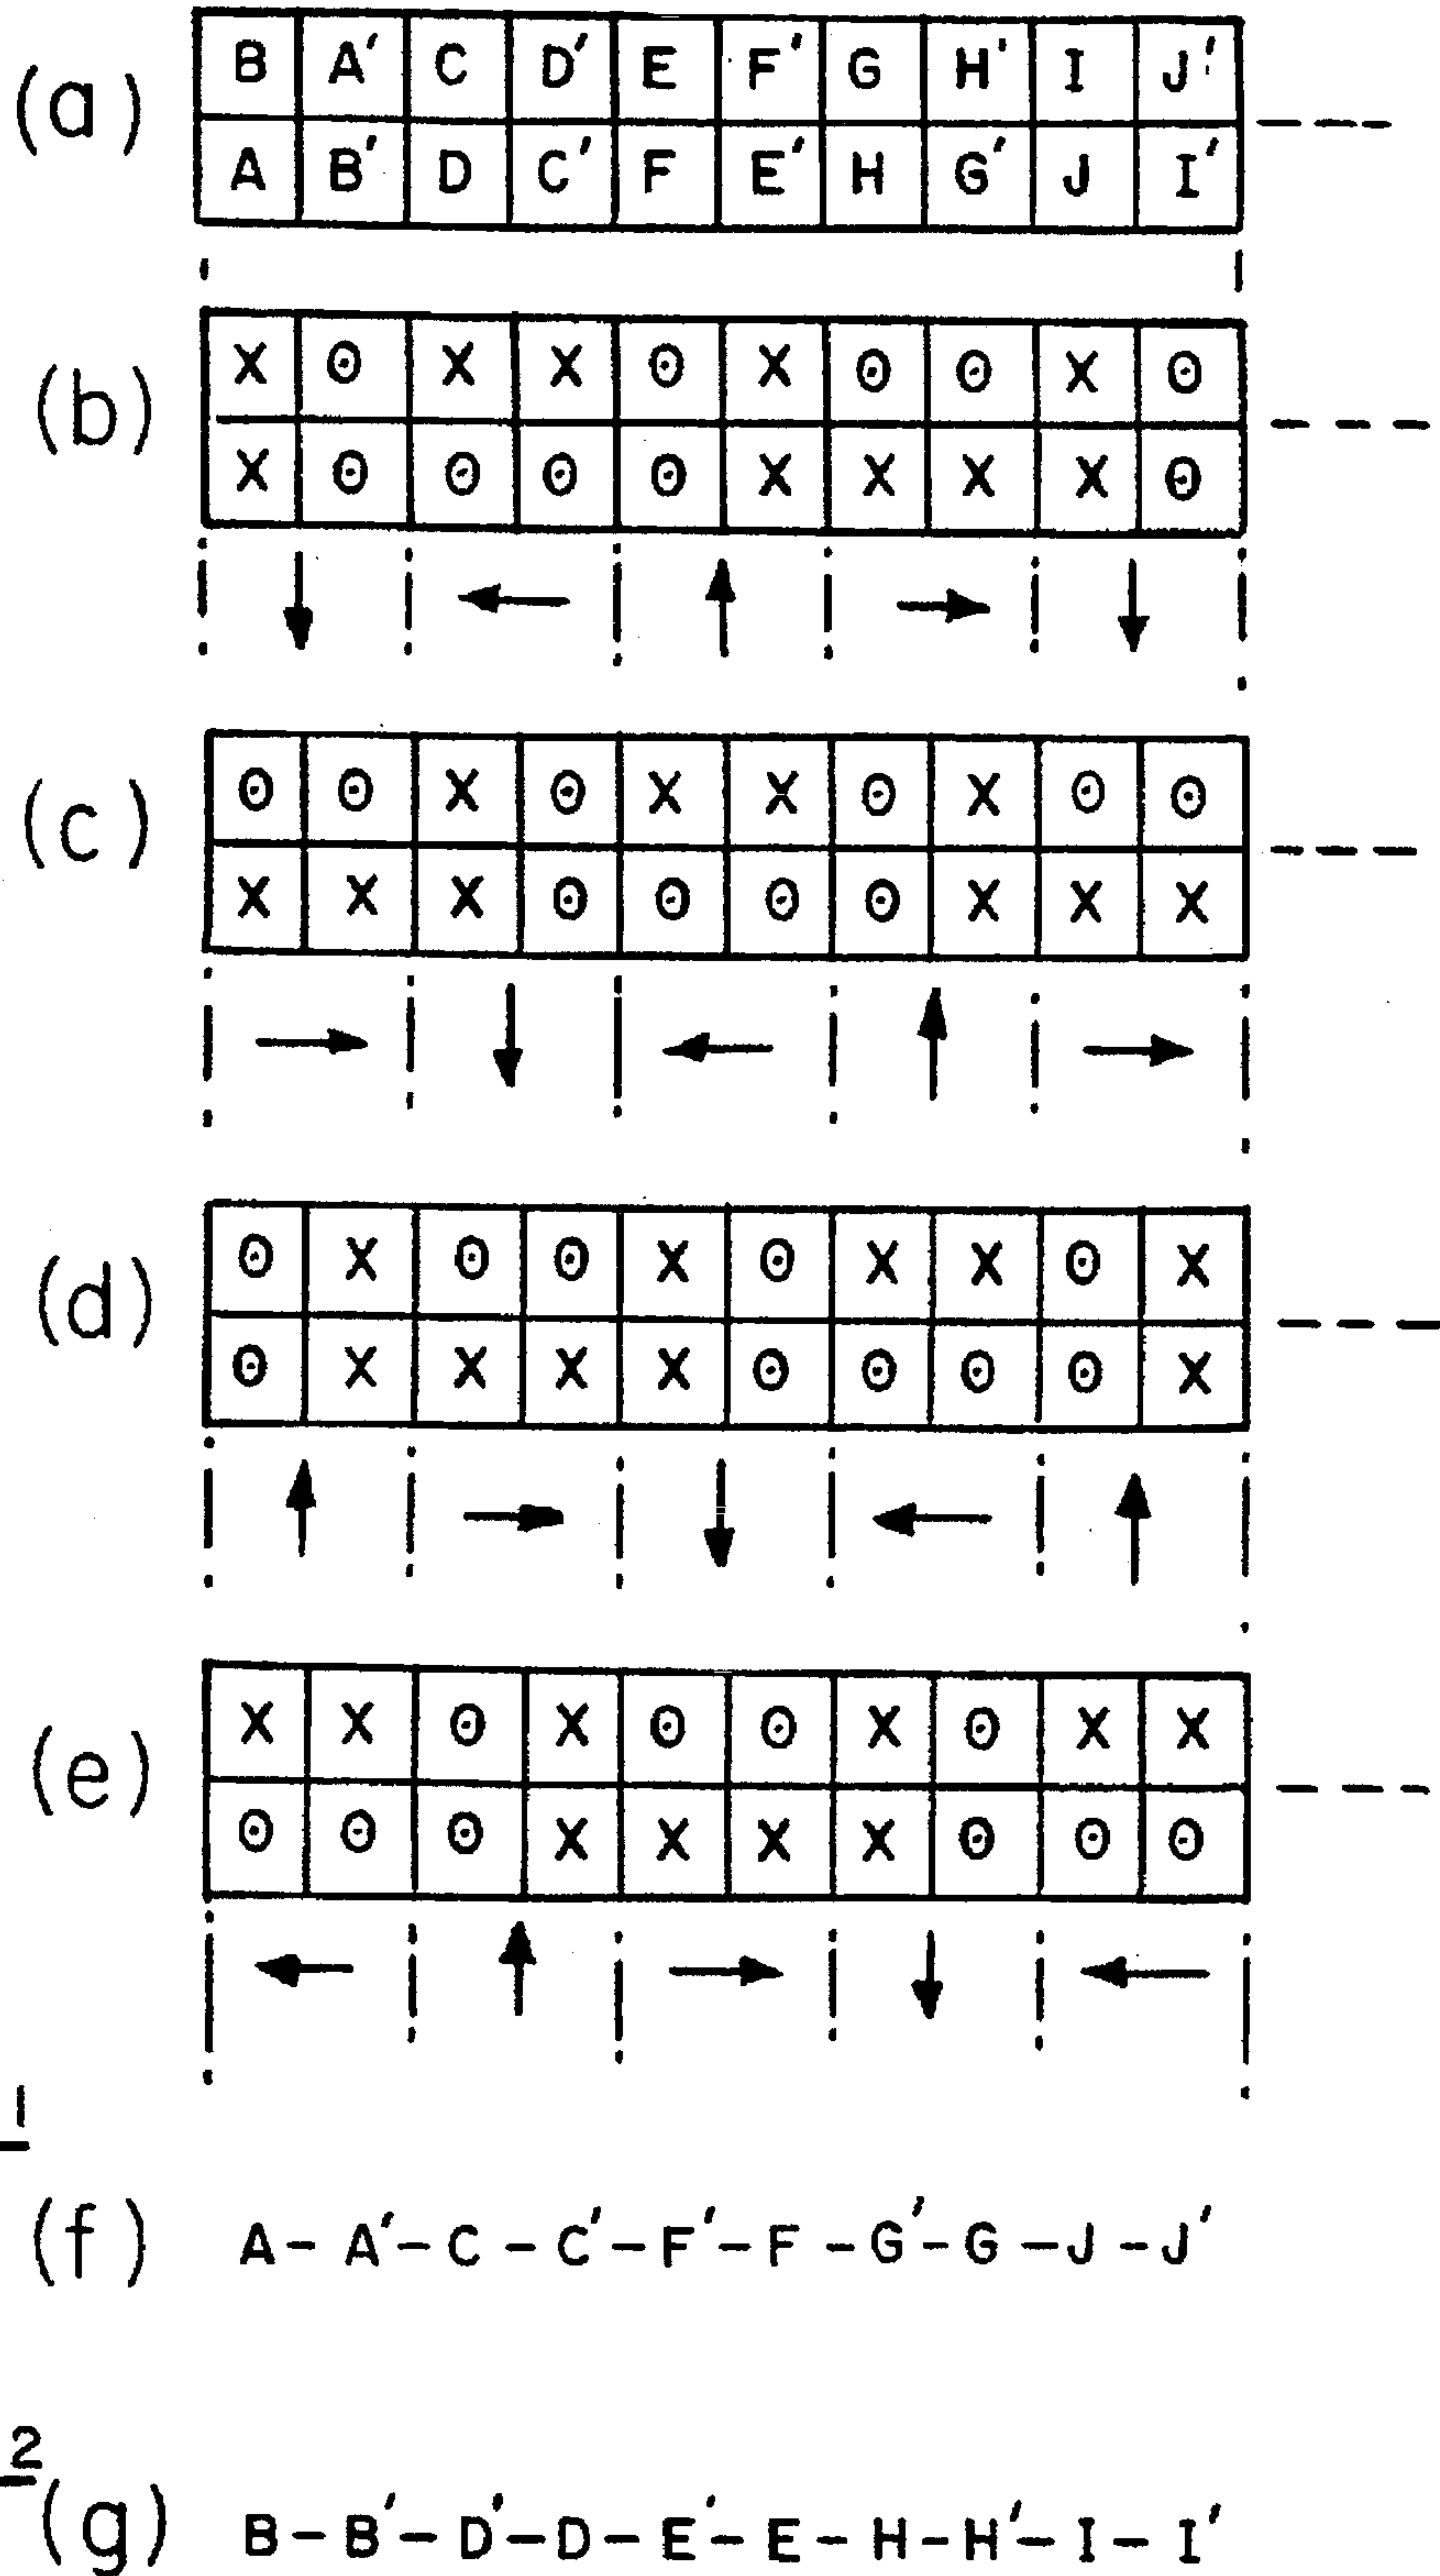 (a) B A′ C D′ E F′ G H′ I J′
A B′ D C′ F E′ H G′ J I′
(b) X ⊙ X X ⊙ X ⊙ ⊙ X ⊙
X ⊙ ⊙ ⊙ ⊙ X X X X ⊙
(c) ⊙ ⊙ X ⊙ X X ⊙ X ⊙ ⊙
X X X ⊙ ⊙ ⊙ ⊙ X X X
(d) ⊙ X ⊙ ⊙ X ⊙ X X ⊙ X
⊙ X X X X ⊙ ⊙ ⊙ ⊙ X
(e) X X ⊙ X ⊙ ⊙ X ⊙ X X
⊙ ⊙ ⊙ X X X X ⊙ ⊙ ⊙
1
(f) A – A′ – C – C′ – F′ – F – G′ – G – J – J′
2
(g) B – B′ – D′ – D – E′ – E – H – H′ – I – I′